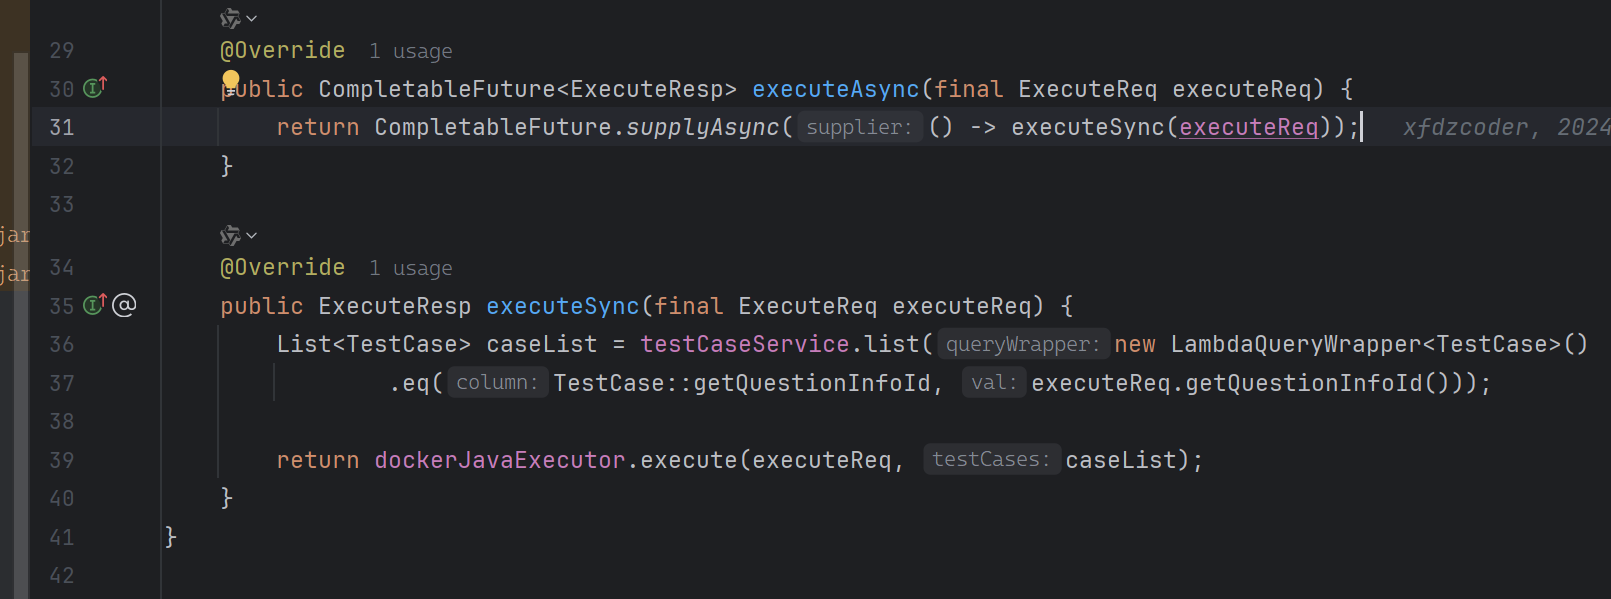 29 @Override 1 usage
30 public CompletableFuture<ExecuteResp> executeAsync(final ExecuteReq executeReq) {
31 return CompletableFuture.supplyAsync( supplier: () -> executeSync(executeReq)); xfdzcoder, 2024
32 }
33
jar
jar
34 @Override 1 usage
35 @ public ExecuteResp executeSync(final ExecuteReq executeReq) {
36 List<TestCase> caseList = testCaseService.list( queryWrapper: new LambdaQueryWrapper<TestCase>()
37 .eq( column: TestCase::getQuestionInfoId, val: executeReq.getQuestionInfoId()));
38
39 return dockerJavaExecutor.execute(executeReq, testCases: caseList);
40 }
41 }
42